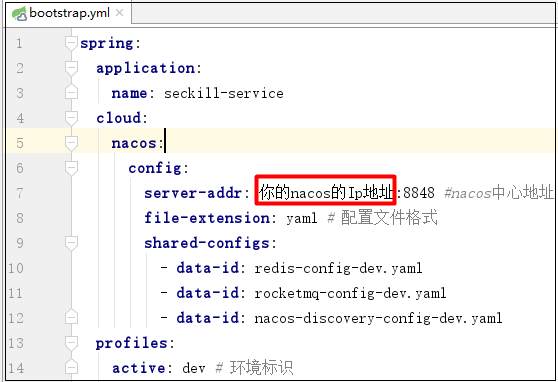 bootstrap.yml ×
1 spring:
2 application:
3 name: seckill-service
4 cloud:
5 nacos:
6 config:
7 server-addr: 你的nacos的Ip地址:8848 #nacos中心地址
8 file-extension: yaml # 配置文件格式
9 shared-configs:
10 - data-id: redis-config-dev.yaml
11 - data-id: rocketmq-config-dev.yaml
12 - data-id: nacos-discovery-config-dev.yaml
13 profiles:
14 active: dev # 环境标识